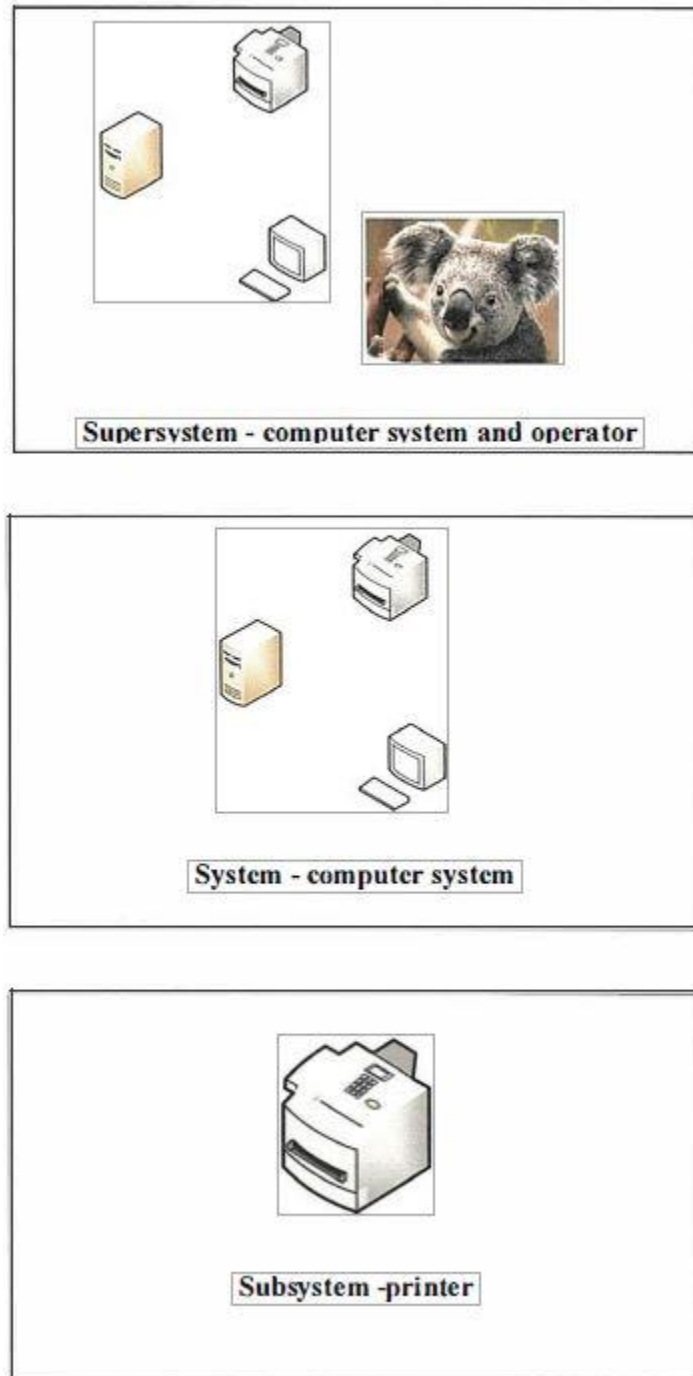 Supersystem - computer system and operator
System - computer system
Subsystem -printer